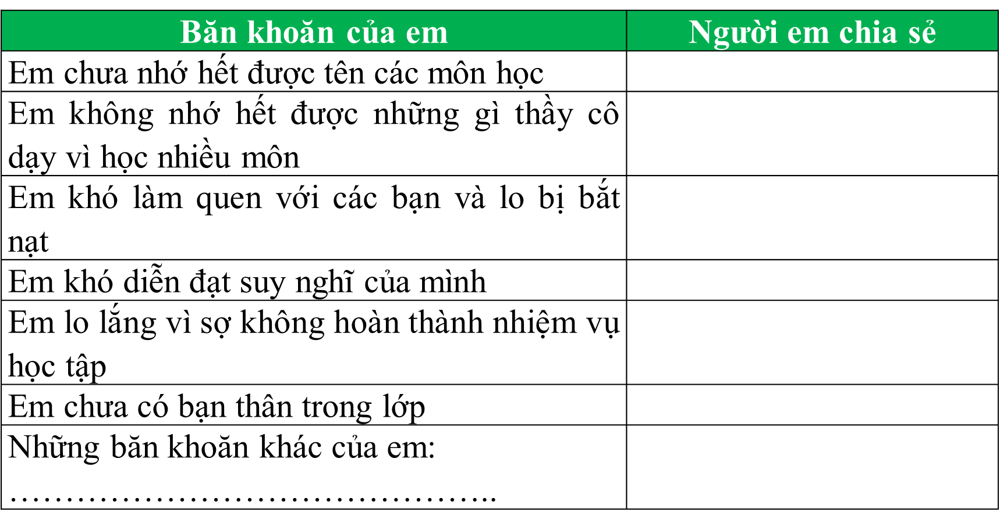 Băn khoăn của em
Người em chia sẻ
Em chưa nhớ hết được tên các môn học
Em không nhớ hết được những gì thầy cô
dạy vì học nhiều môn
Em khó làm quen với các bạn và lo bị bắt
nạt
Em khó diễn đạt suy nghĩ của mình
Em lo lắng vì sợ không hoàn thành nhiệm vụ
học tập
Em chưa có bạn thân trong lớp
Những băn khoăn khác của em:
…………………………………………..